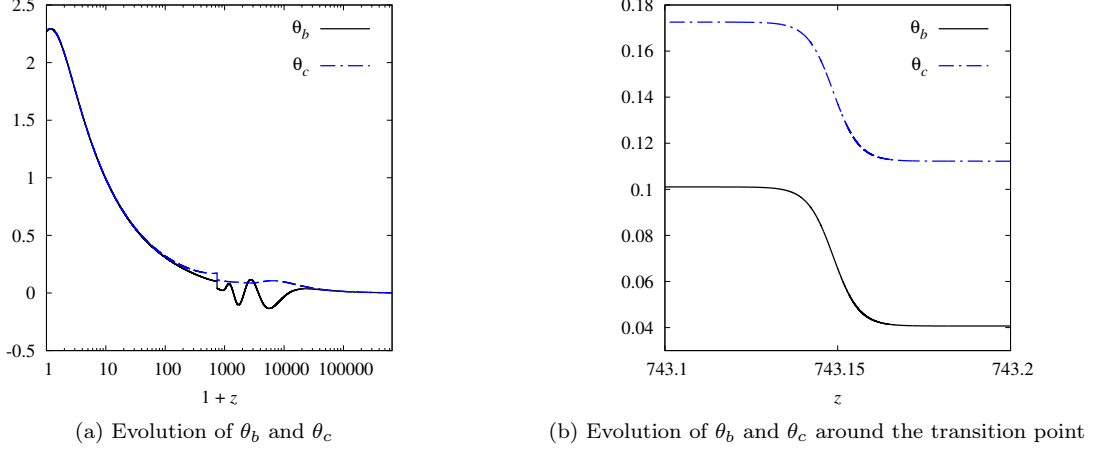 2.5
2
1.5
1
0.5
0
-0.5
1 10 100 1000 10000 100000
1 + z
θb
θc
(a) Evolution of θb and θc
0.18
0.16
0.14
0.12
0.1
0.08
0.06
0.04
743.1 743.15 743.2
z
θb
θc
(b) Evolution of θb and θc around the transition point